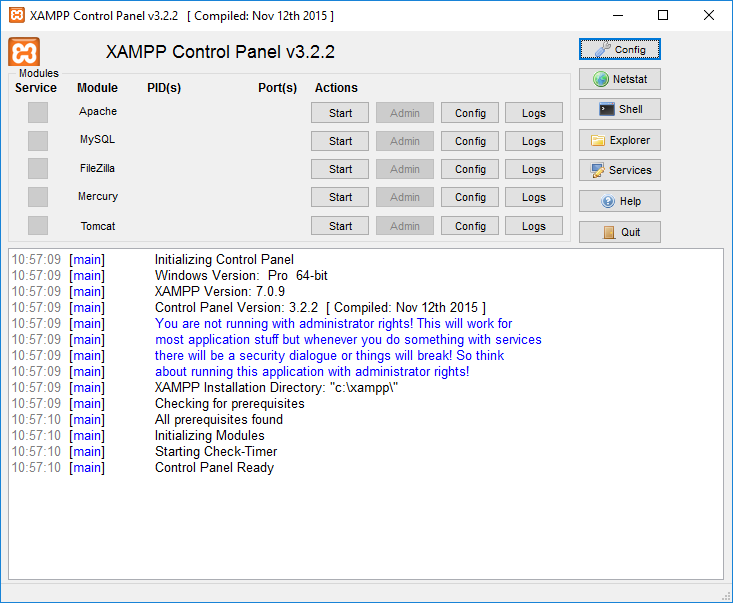 XAMPP Control Panel v3.2.2 [ Compiled: Nov 12th 2015 ]
XAMPP Control Panel v3.2.2
Config
Modules
Service Module PID(s) Port(s) Actions
Netstat
Apache Start Admin Config Logs
Shell
MySQL Start Admin Config Logs
Explorer
FileZilla Start Admin Config Logs
Services
Mercury Start Admin Config Logs
Help
Tomcat Start Admin Config Logs
Quit
10:57:09 [main] Initializing Control Panel
10:57:09 [main] Windows Version: Pro 64-bit
10:57:09 [main] XAMPP Version: 7.0.9
10:57:09 [main] Control Panel Version: 3.2.2 [ Compiled: Nov 12th 2015 ]
10:57:09 [main] You are not running with administrator rights! This will work for
10:57:09 [main] most application stuff but whenever you do something with services
10:57:09 [main] there will be a security dialogue or things will break! So think
10:57:09 [main] about running this application with administrator rights!
10:57:09 [main] XAMPP Installation Directory: "c:\xampp\"
10:57:09 [main] Checking for prerequisites
10:57:10 [main] All prerequisites found
10:57:10 [main] Initializing Modules
10:57:10 [main] Starting Check-Timer
10:57:10 [main] Control Panel Ready